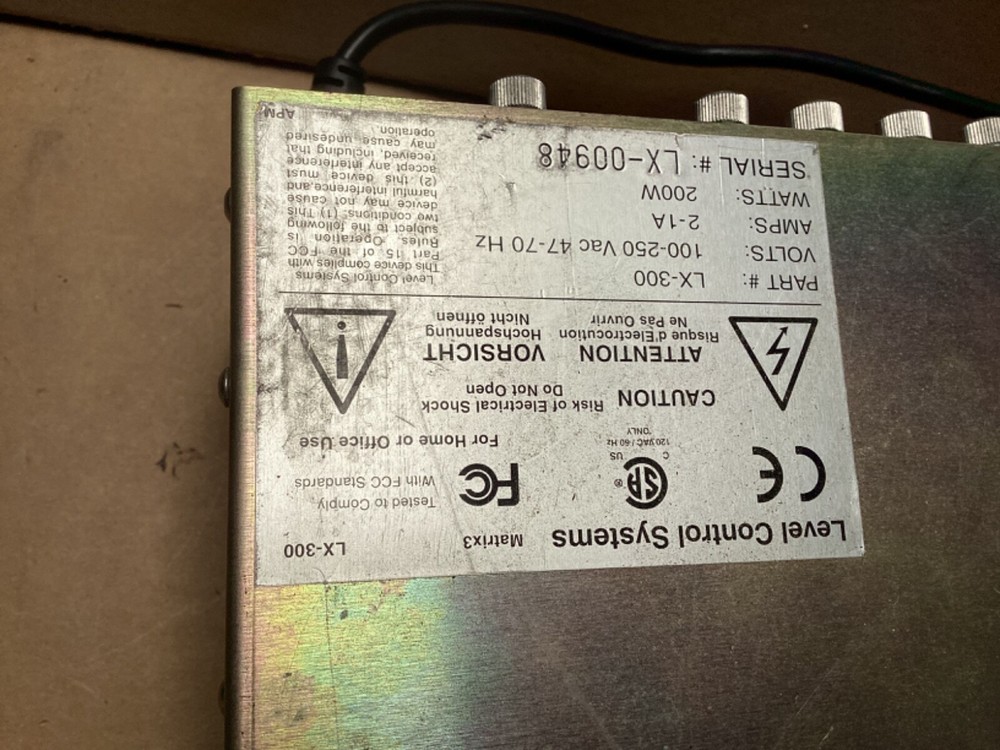 Level Control Systems Matrix3 LX-300
CE
SA ®
C US
120 VAC / 60 Hz
"ONLY
FC
Tested to Comply
With FCC Standards
For Home or Office Use
CAUTION Risk of Electrical Shock
Do Not Open
ATTENTION
Risque d'Electrocution
Ne Pas Ouvrir
VORSICHT
Hochspannung
Nicht öffnen
PART #: LX-300
VOLTS: 100-250 Vac 47-70 Hz
AMPS: 2-1A
WATTS: 200W
SERIAL #: LX-00948
Level Control Systems
This device complies with
Part 15 of the FCC
Rules. Operation is
subject to the following
two conditions: (1) This
device may not cause
harmful interference and
(2) this device must
accept any interference
received, including that
may cause undesired
operation.
APM